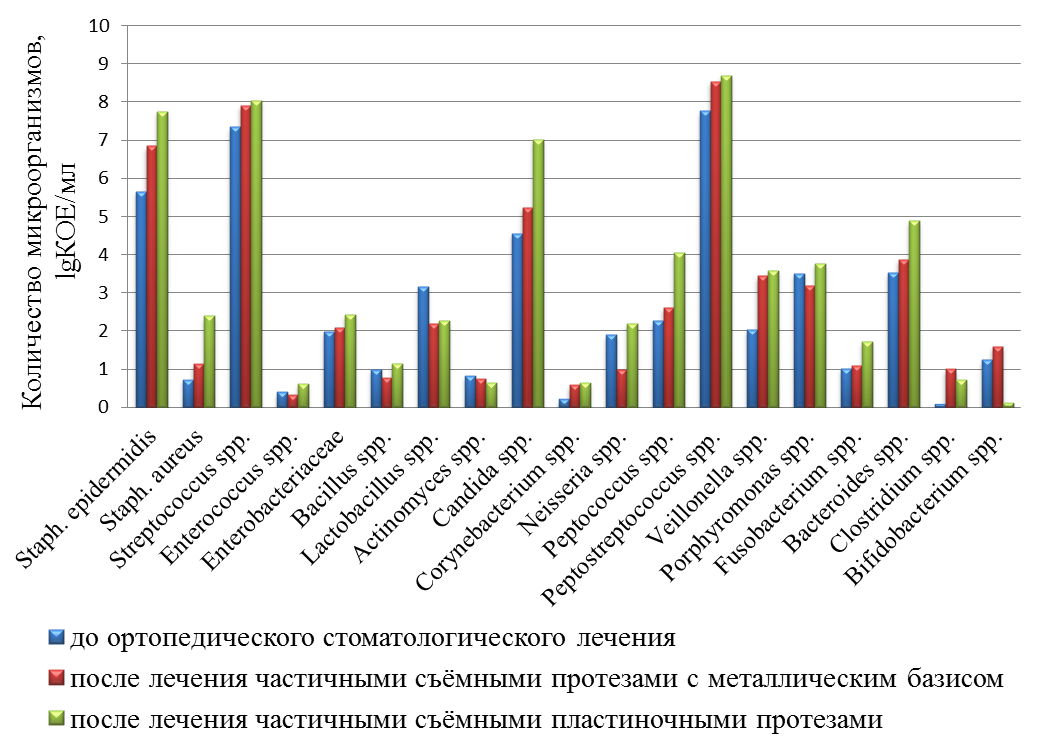 Количество микроорганизмов,
lgКОЕ/мл
10
9
8
7
6
5
4
3
2
1
0
Staph. epidermidis
Staph. aureus
Streptococcus spp.
Enterococcus spp.
Enterobacteriaceae
Bacillus spp.
Lactobacillus spp.
Actinomyces spp.
Candida spp.
Corynebacterium spp.
Neisseria spp.
Peptococcus spp.
Peptostreptococcus spp.
Veillonella spp.
Porphyromonas spp.
Fusobacterium spp.
Bacteroides spp.
Clostridium spp.
Bifidobacterium spp.
до ортопедического стоматологического лечения
после лечения частичными съёмными протезами с металлическим базисом
после лечения частичными съёмными пластиночными протезами